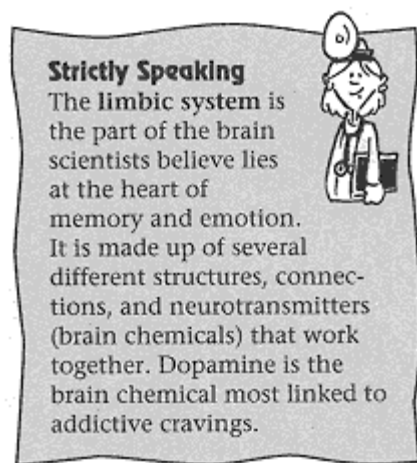 Strictly Speaking
The limbic system is
the part of the brain
scientists believe lies
at the heart of
memory and emotion.
It is made up of several
different structures, connec-
tions, and neurotransmitters
(brain chemicals) that work
together. Dopamine is the
brain chemical most linked to
addictive cravings.